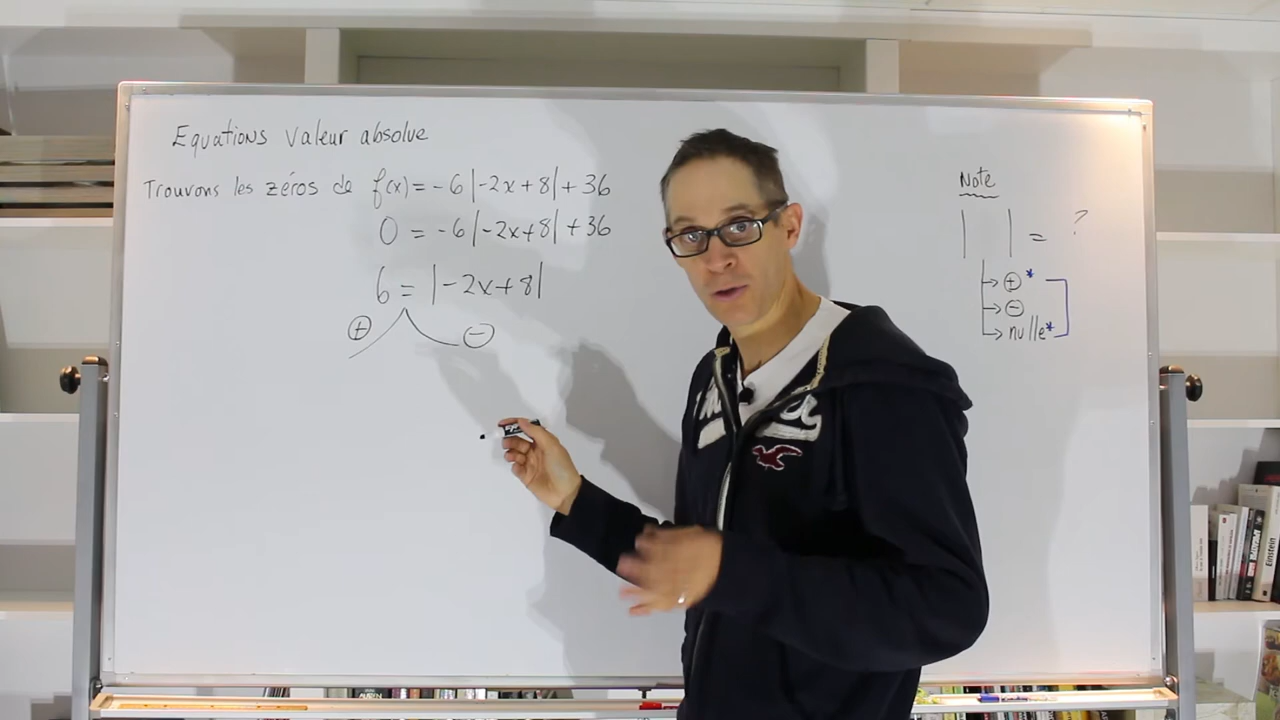 Equations valeur absolue
Trouvons les zéros de f(x) = -6|-2x+8| + 36
0 = -6|-2x+8| + 36
6 = |-2x+8|
⊕ ⊖
Note
| | = ?
→ ⊕ *
→ ⊖
→ nulle*
Einstein